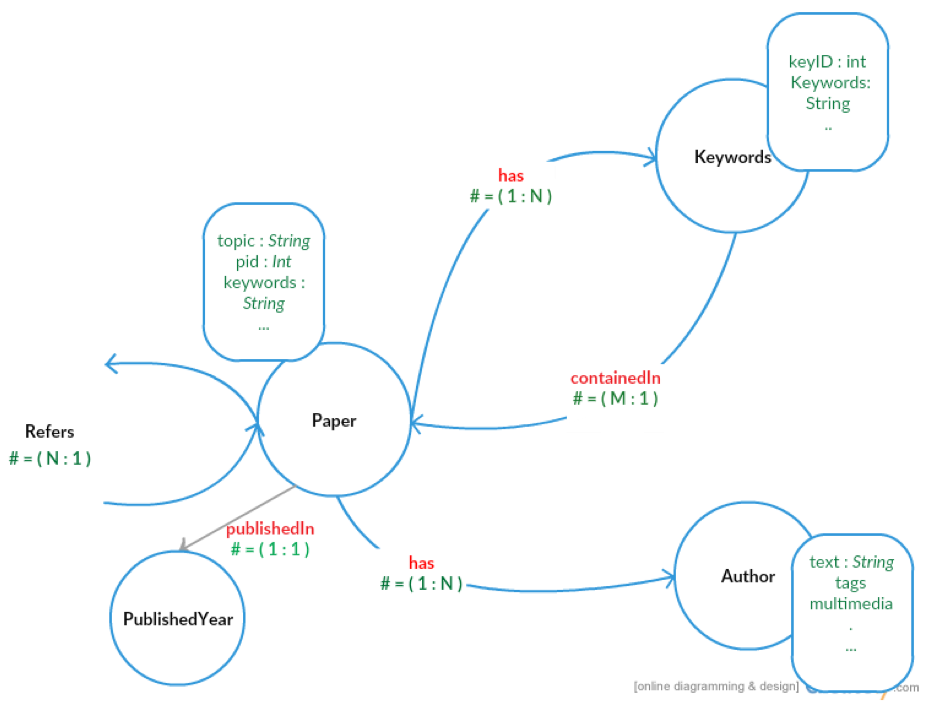 keyID : int
Keywords:
String
..
Keywords
has
# = ( 1 : N )
topic : String
pid : Int
keywords :
String
...
containedIn
# = ( M : 1 )
Paper
Refers
# = ( N : 1 )
publishedIn
# = ( 1 : 1 )
has
# = ( 1 : N )
PublishedYear
Author
text : String
tags
multimedia
.
...
[online diagramming & design]
.com